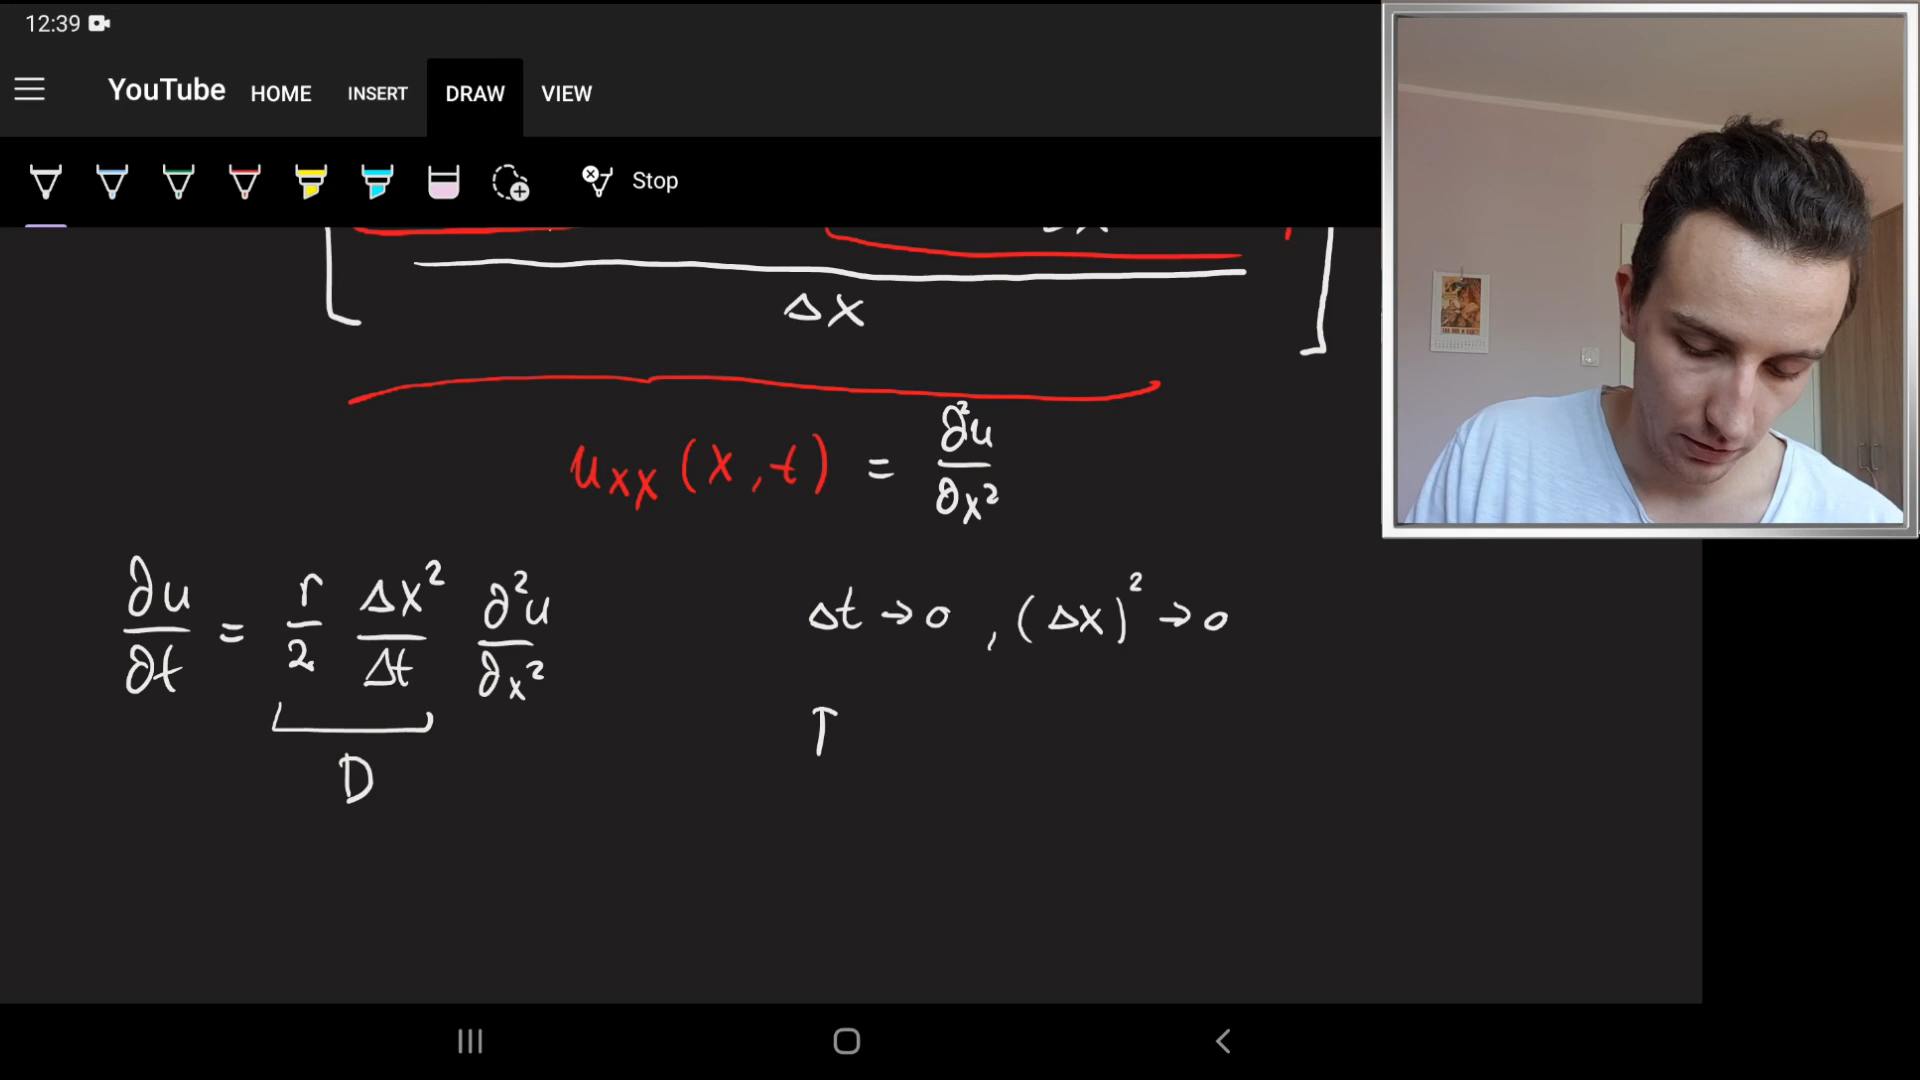 12:39
YouTube HOME INSERT DRAW VIEW
Stop
Δx
u_xx (x,t) = ∂²u/∂x²
∂u/∂t = r/2 Δx²/Δt ∂²u/∂x²
Δt → 0 , (Δx)² → 0
D